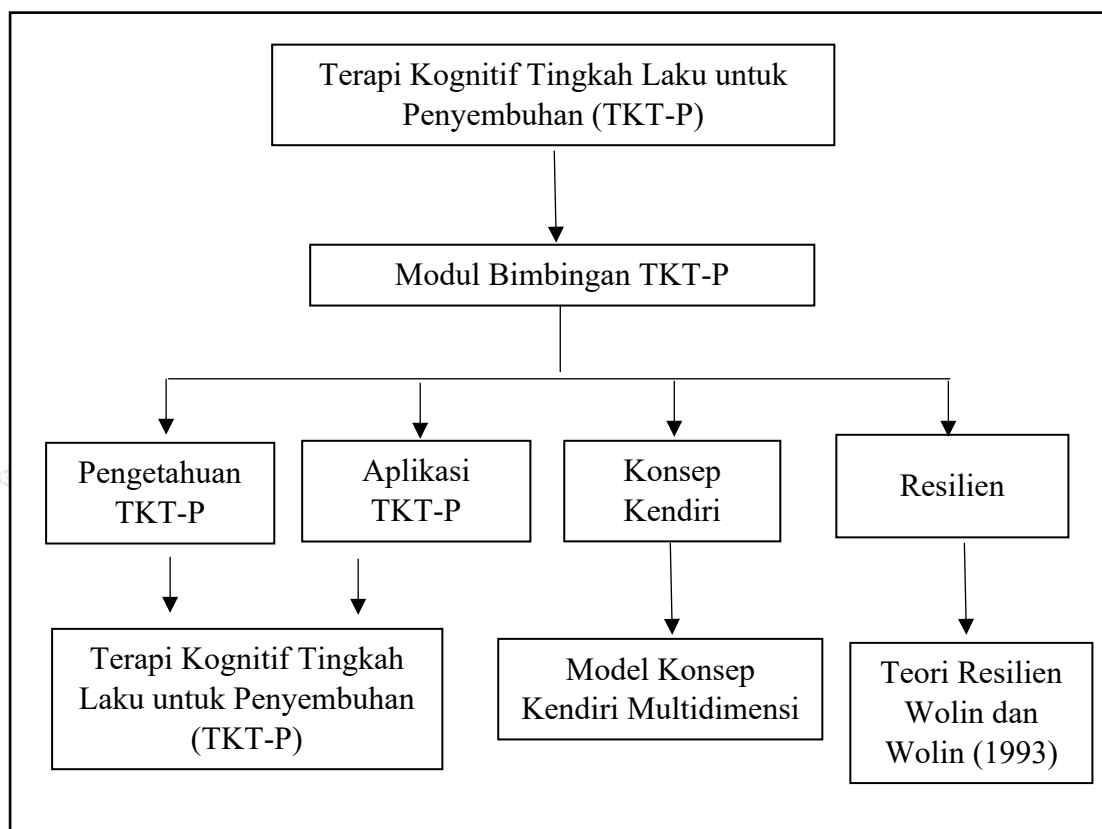 Terapi Kognitif Tingkah Laku untuk
Penyembuhan (TKT-P)
Modul Bimbingan TKT-P
Pengetahuan
TKT-P
Aplikasi
TKT-P
Konsep
Kendiri
Resilien
Terapi Kognitif Tingkah
Laku untuk Penyembuhan
(TKT-P)
Model Konsep
Kendiri Multidimensi
Teori Resilien
Wolin dan
Wolin (1993)